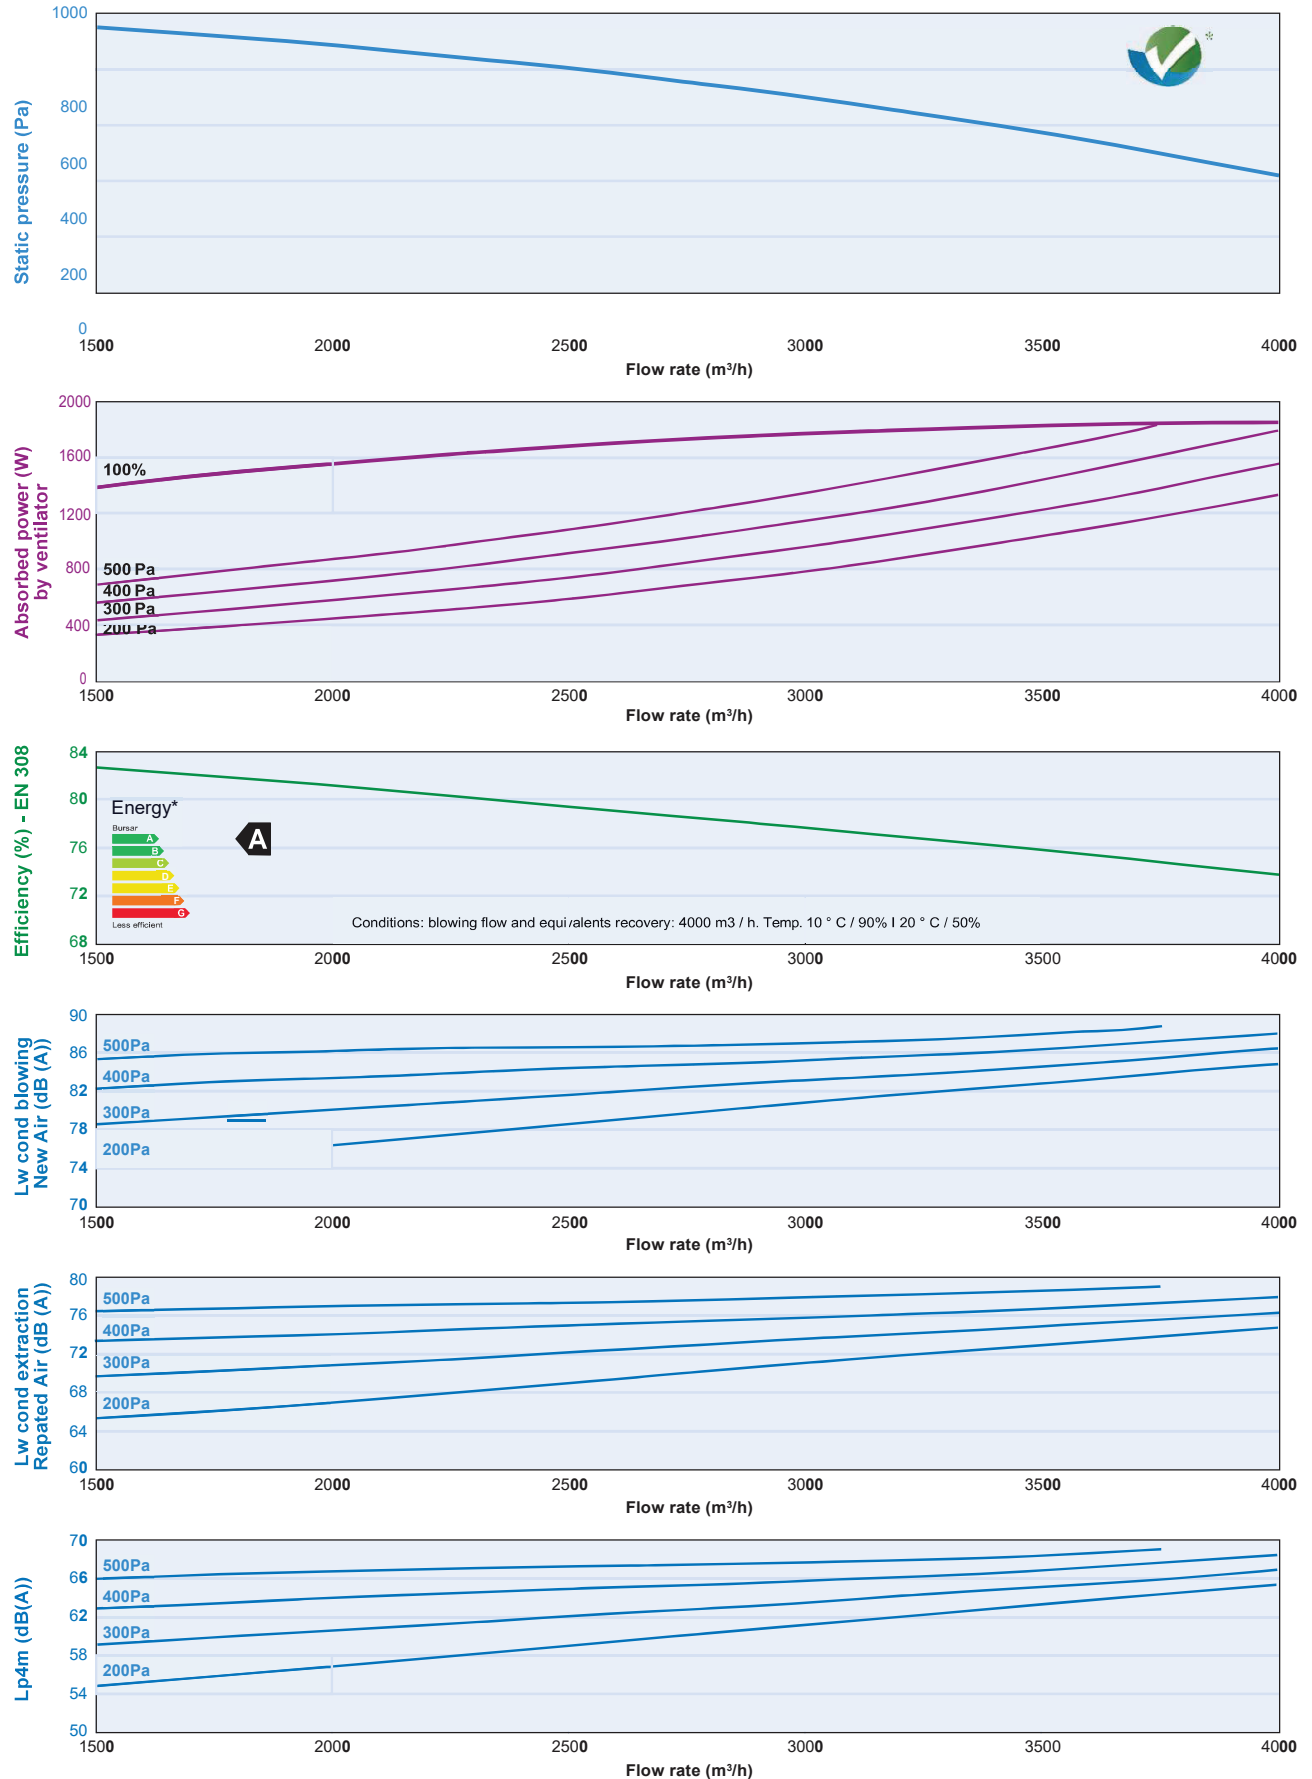 1000
800
600
400
200
0
Static pressure (Pa)
1500 2000 2500 3000 3500 4000
Flow rate (m³/h)
*
2000
1600
1200
800
400
0
Absorbed power (W)
by ventilator
100%
500 Pa
400 Pa
300 Pa
200 Pa
1500 2000 2500 3000 3500 4000
Flow rate (m³/h)
84
80
76
72
68
Efficiency (%) - EN 308
Energy*
Bursar
A
B
C
D
E
F
G
Less efficient
A
Conditions: blowing flow and equivalents recovery: 4000 m3 / h. Temp. 10 ° C / 90% I 20 ° C / 50%
1500 2000 2500 3000 3500 4000
Flow rate (m³/h)
90
86
82
78
74
70
Lw cond blowing
New Air (dB (A))
500Pa
400Pa
300Pa
200Pa
1500 2000 2500 3000 3500 4000
Flow rate (m³/h)
80
76
72
68
64
60
Lw cond extraction
Repated Air (dB (A))
500Pa
400Pa
300Pa
200Pa
1500 2000 2500 3000 3500 4000
Flow rate (m³/h)
70
66
62
58
54
50
Lp4m (dB(A))
500Pa
400Pa
300Pa
200Pa
1500 2000 2500 3000 3500 4000
Flow rate (m³/h)